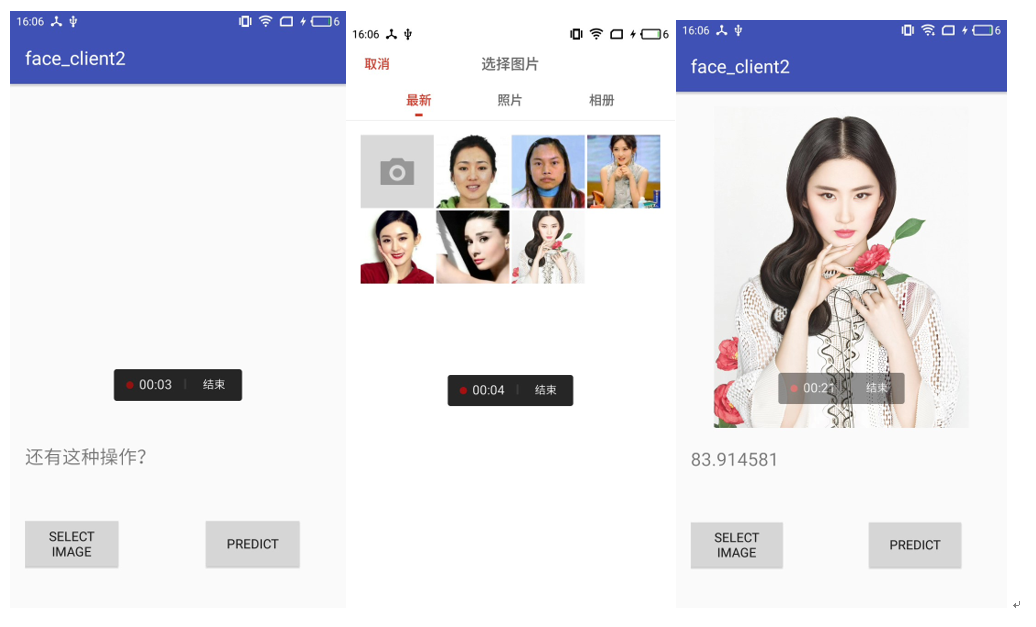 16:06
6
face_client2
00:03
结束
还有这种操作?
SELECT
IMAGE
PREDICT
16:06
6
取消
选择图片
最新
照片
相册
00:04
结束
16:06
6
face_client2
00:21
结束
83.914581
SELECT
IMAGE
PREDICT